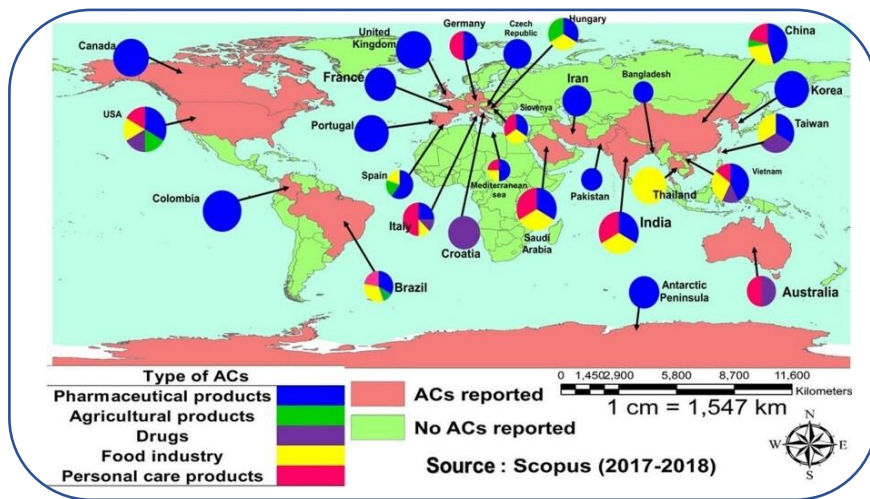 Canada
United
Kingdom
Germany
Czech
Republic
Hungary
China
France
Iran
Bangladesh
Korea
USA
Portugal
Slovenya
Taiwan
Spain
Mediterranean
sea
Pakistan
Thailand
Vietnam
Colombia
Italy
Croatia
Saudi
Arabia
India
Brazil
Antarctic
Peninsula
Australia
Type of ACs
Pharmaceutical products
Agricultural products
Drugs
Food industry
Personal care products
ACs reported
No ACs reported
0 1,450 2,900 5,800 8,700 11,600
Kilometers
1 cm = 1,547 km
Source : Scopus (2017-2018)
N
W E
S